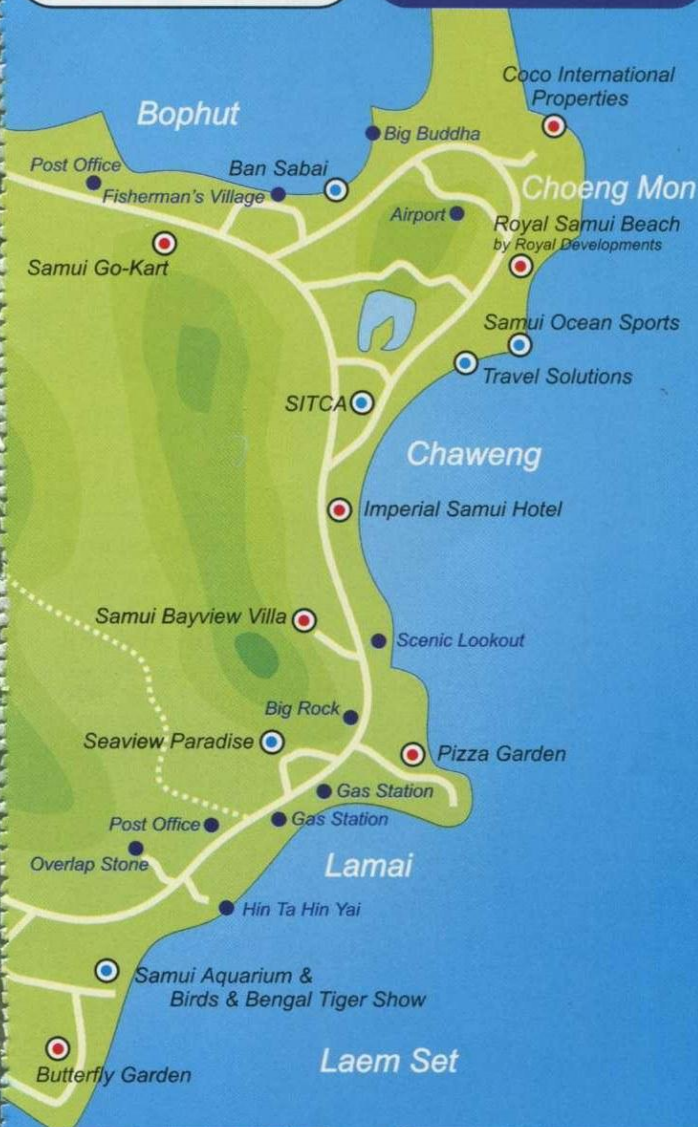 Coco International
Properties
Bophut
Big Buddha
Post Office
Ban Sabai
Choeng Mon
Fisherman's Village
Airport
Royal Samui Beach
by Royal Developments
Samui Go-Kart
Samui Ocean Sports
Travel Solutions
SITCA
Chaweng
Imperial Samui Hotel
Samui Bayview Villa
Scenic Lookout
Big Rock
Seaview Paradise
Pizza Garden
Gas Station
Gas Station
Post Office
Overlap Stone
Lamai
Hin Ta Hin Yai
Samui Aquarium &
Birds & Bengal Tiger Show
Laem Set
Butterfly Garden